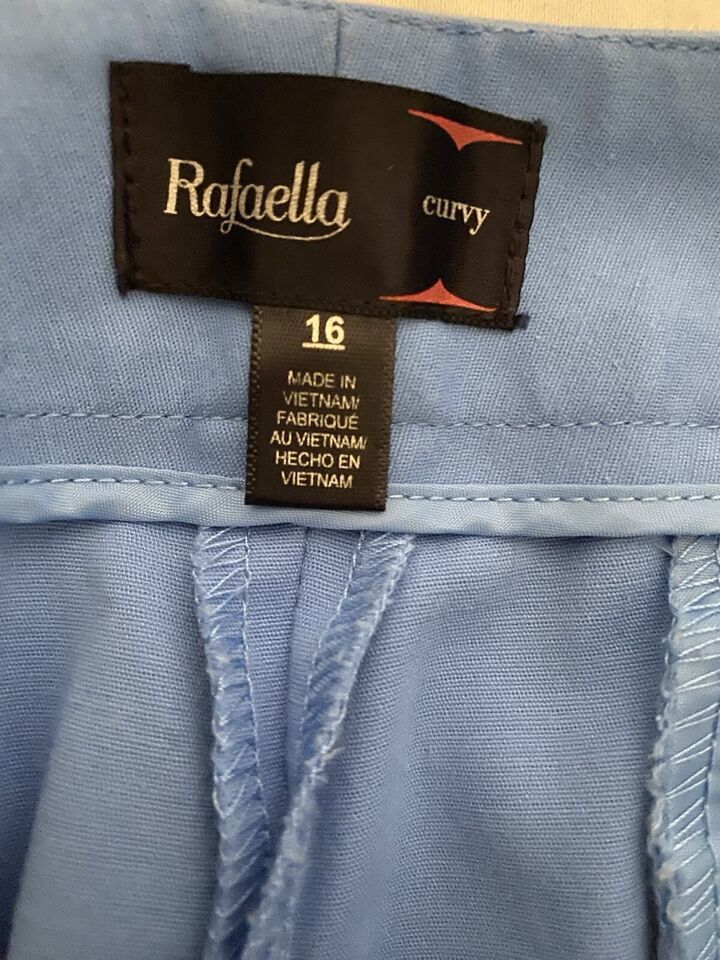 Rafaella
curvy
16
MADE IN
VIETNAM/
FABRIQUÉ
AU VIETNAM/
HECHO EN
VIETNAM